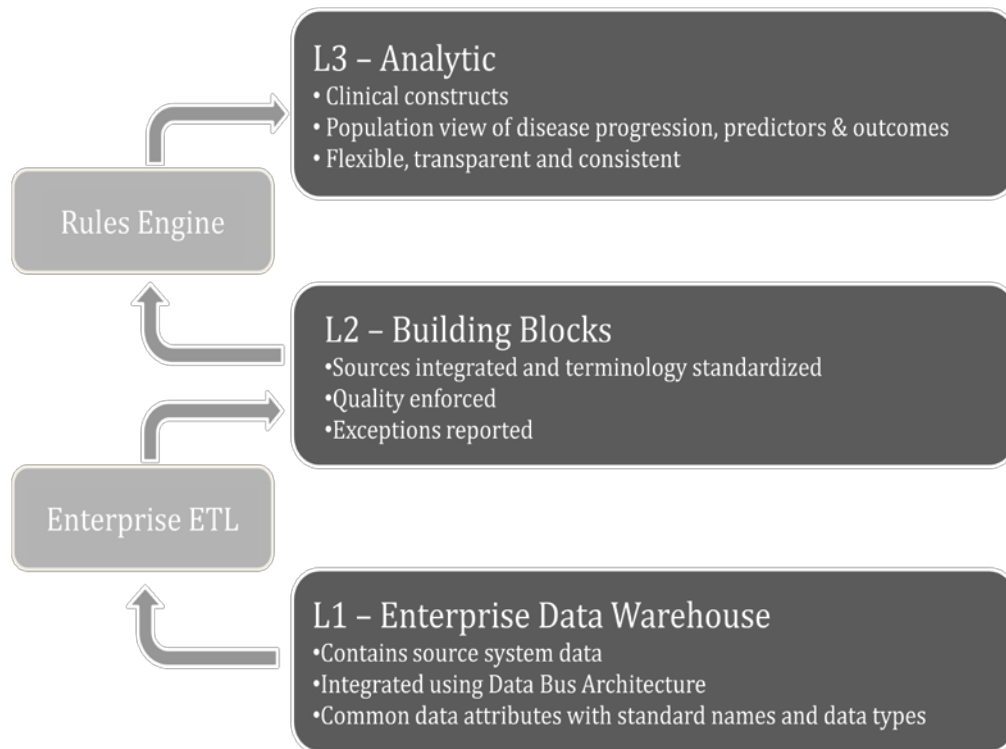 L3 – Analytic
• Clinical constructs
• Population view of disease progression, predictors & outcomes
• Flexible, transparent and consistent
Rules Engine
L2 – Building Blocks
•Sources integrated and terminology standardized
•Quality enforced
•Exceptions reported
Enterprise ETL
L1 – Enterprise Data Warehouse
•Contains source system data
•Integrated using Data Bus Architecture
•Common data attributes with standard names and data types